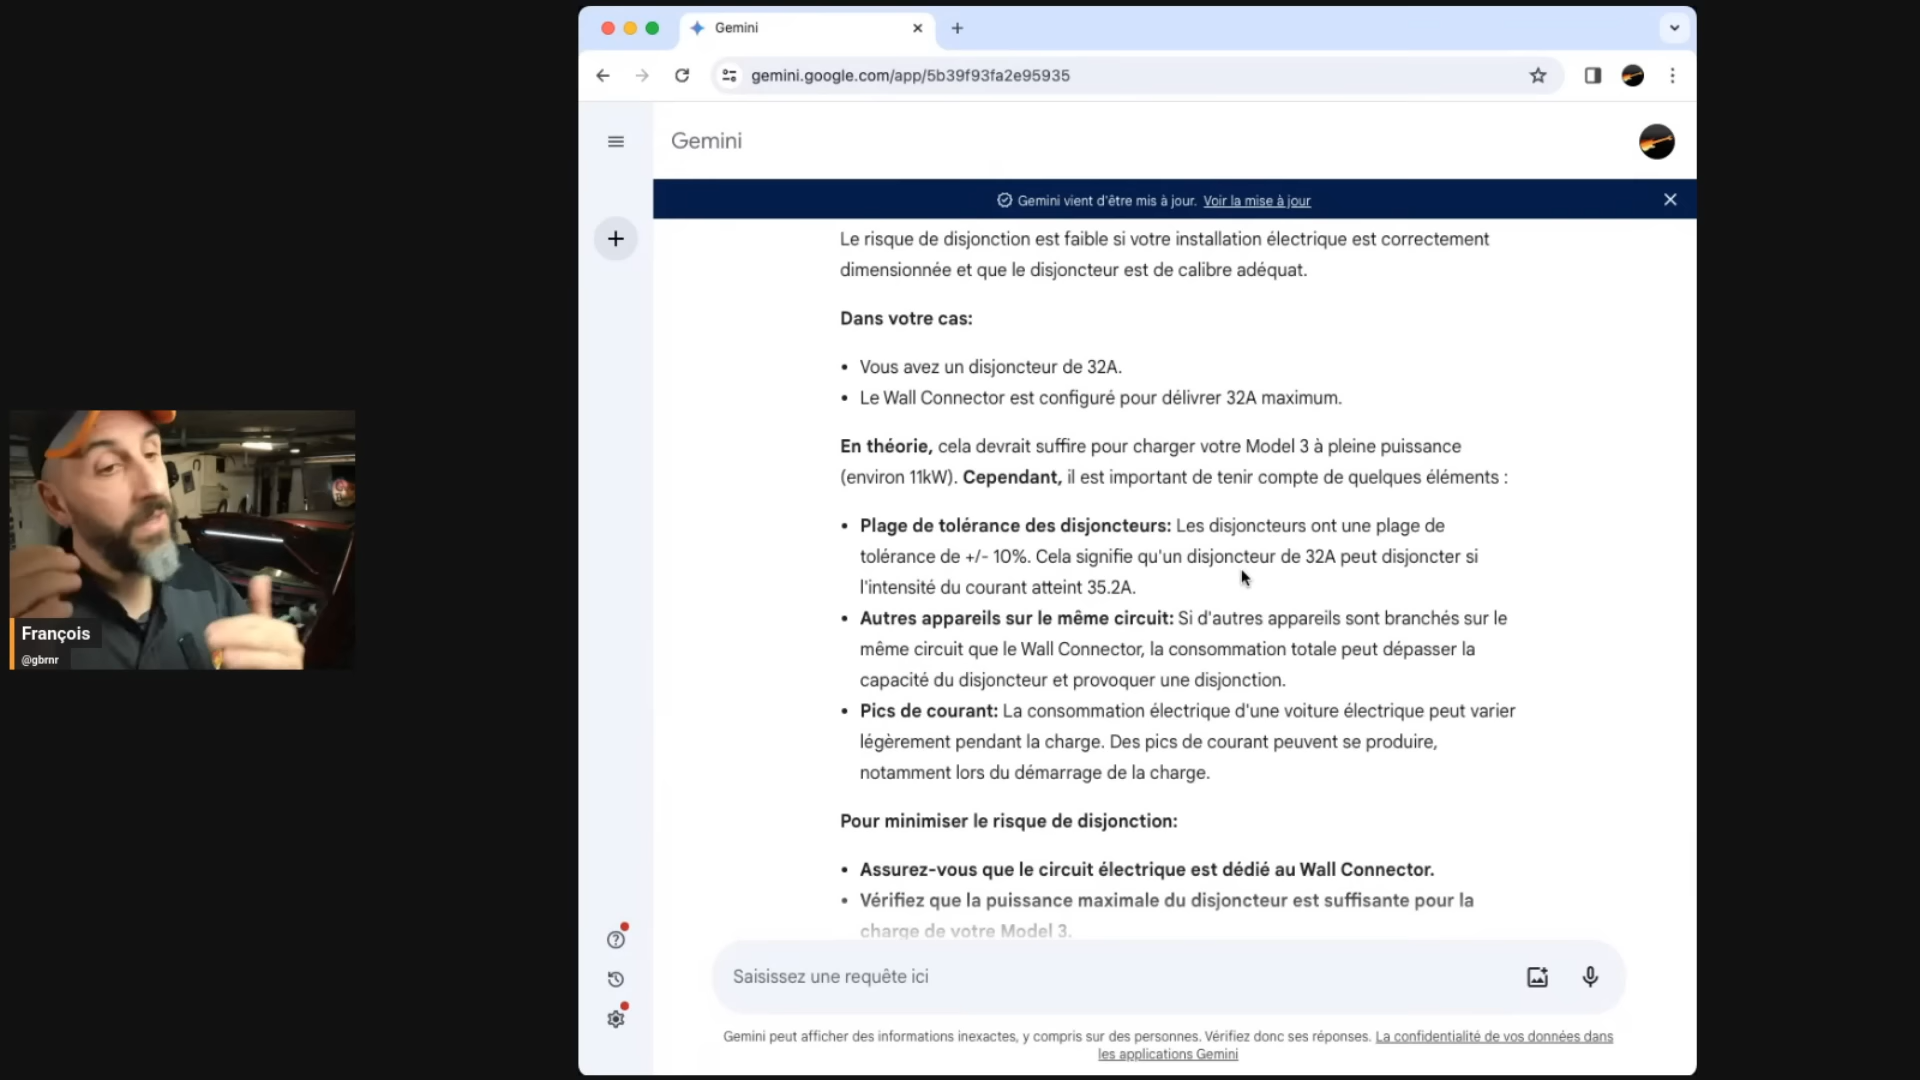 Gemini
gemini.google.com/app/5b39f93fa2e95935
Gemini
Gemini vient d'être mis à jour. Voir la mise à jour
Le risque de disjonction est faible si votre installation électrique est correctement
dimensionnée et que le disjoncteur est de calibre adéquat.
Dans votre cas:
• Vous avez un disjoncteur de 32A.
• Le Wall Connector est configuré pour délivrer 32A maximum.
En théorie, cela devrait suffire pour charger votre Model 3 à pleine puissance
(environ 11kW). Cependant, il est important de tenir compte de quelques éléments :
• Plage de tolérance des disjoncteurs: Les disjoncteurs ont une plage de
tolérance de +/- 10%. Cela signifie qu'un disjoncteur de 32A peut disjoncter si
l'intensité du courant atteint 35.2A.
• Autres appareils sur le même circuit: Si d'autres appareils sont branchés sur le
même circuit que le Wall Connector, la consommation totale peut dépasser la
capacité du disjoncteur et provoquer une disjonction.
• Pics de courant: La consommation électrique d'une voiture électrique peut varier
légèrement pendant la charge. Des pics de courant peuvent se produire,
notamment lors du démarrage de la charge.
Pour minimiser le risque de disjonction:
• Assurez-vous que le circuit électrique est dédié au Wall Connector.
• Vérifiez que la puissance maximale du disjoncteur est suffisante pour la
charge de votre Model 3.
Saisissez une requête ici
Gemini peut afficher des informations inexactes, y compris sur des personnes. Vérifiez donc ses réponses. La confidentialité de vos données dans
les applications Gemini
François
@gbrnr